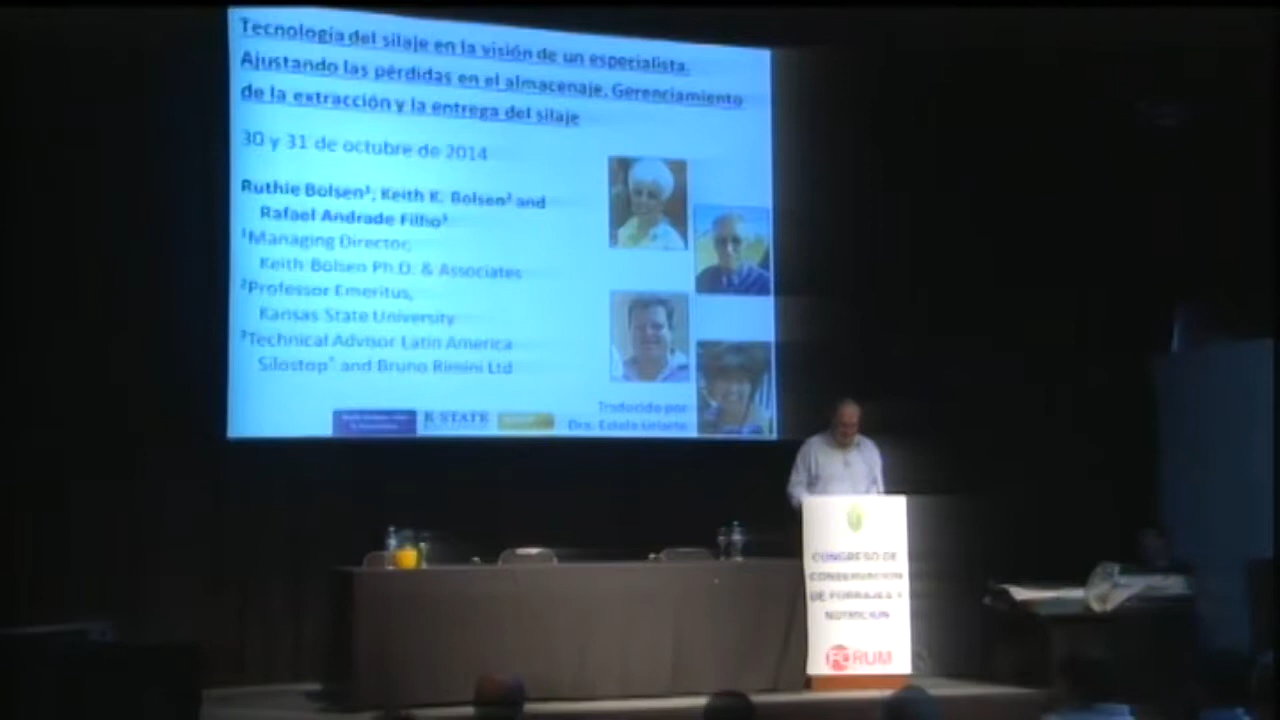 Tecnología del silaje en la visión de un especialista.
Ajustando las pérdidas en el almacenaje, Gerenciamiento
de la extracción y la entrega del silaje
30 y 31 de octubre de 2014
Ruthie Bolsen¹, Keith K. Bolsen² and
Rafael Andrade Filho³
¹Managing Director,
Keith Bolsen Ph.D. & Associates
²Professor Emeritus,
Kansas State University
³Technical Advisor Latin America
Silostop® and Bruno Rimini Ltd
K-STATE
Traducido por
Dra. Estela Uriarte
CONGRESO DE
CONSERVACION
DE FORRAJES Y
NUTRICION
FORUM